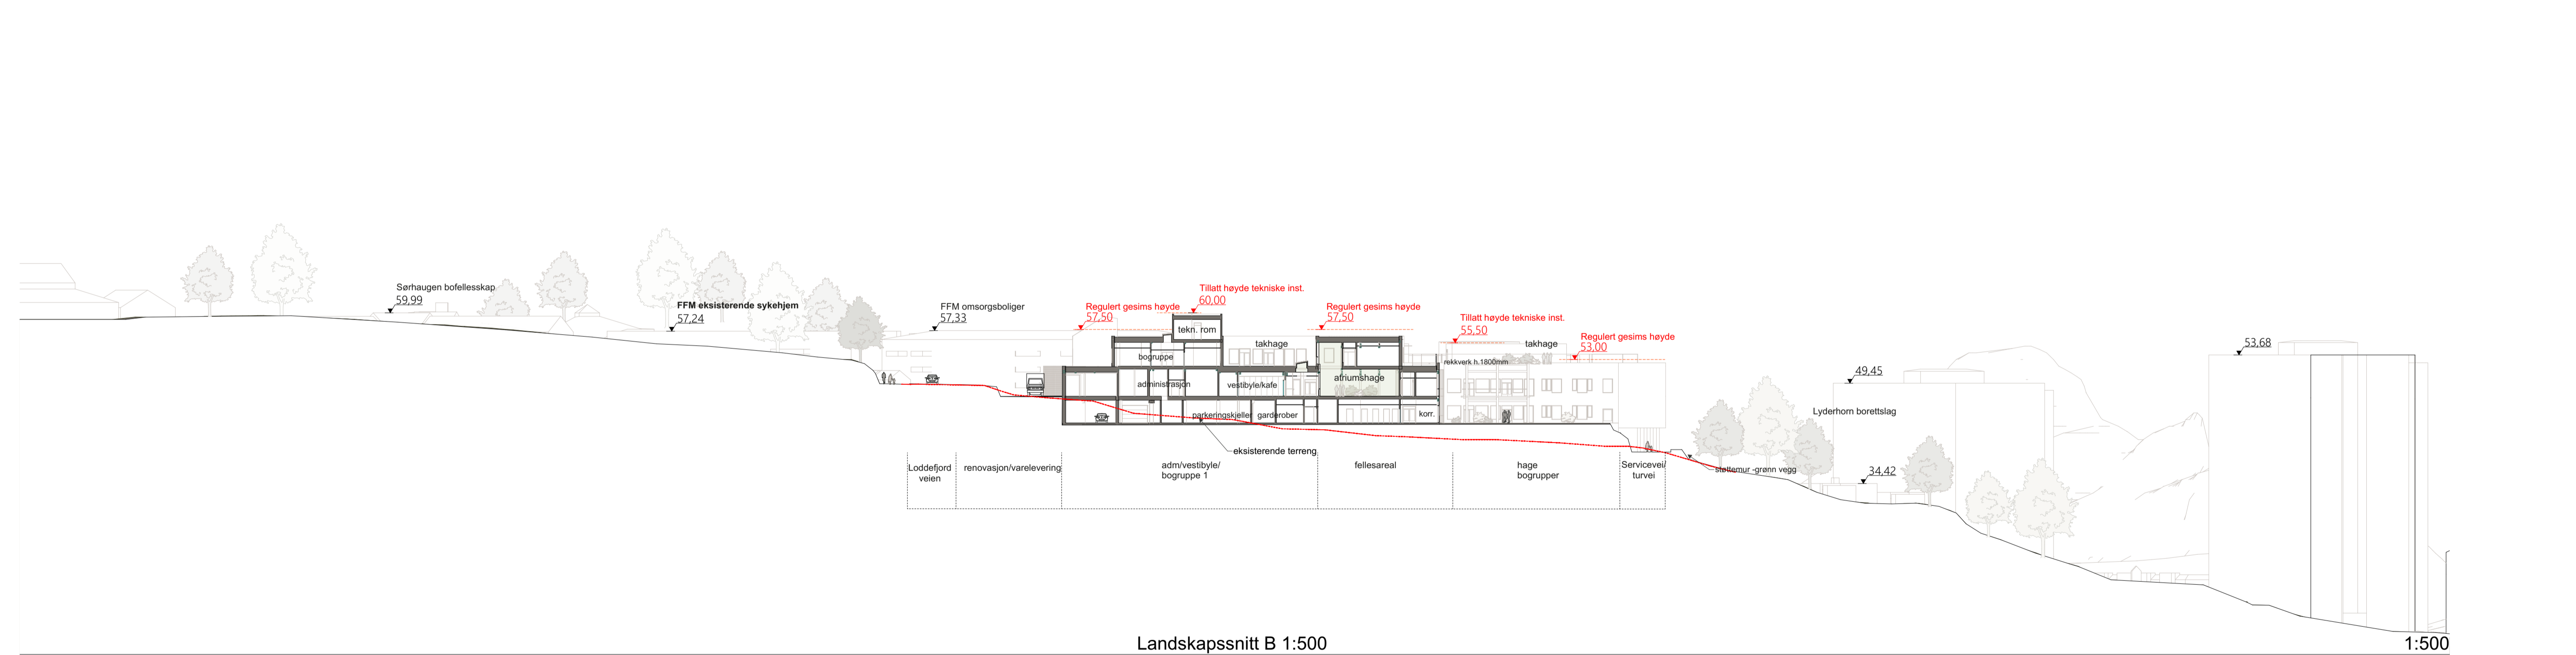 Sørhaugen bofellesskap
59,99
FFM eksisterende sykehjem
57,24
FFM omsorgsboliger
57,33
Regulert gesims høyde
57,50
Tillatt høyde tekniske inst.
60,00
Regulert gesims høyde
57,50
Tillatt høyde tekniske inst.
55,50
Regulert gesims høyde
53,00
tekn. rom
takhage
takhage
bogruppe
rekkverk h.1800mm
administrasjon
vestibyle/kafe
atriumshage
parkeringskjeller
garderober
korr.
eksisterende terreng
støttemur -grønn vegg
53,68
49,45
Lyderhorn borettslag
34,42
Loddefjord
veien
renovasjon/varelevering
adm/vestibyle/
bogruppe 1
fellesareal
hage
bogrupper
Servicevei/
turvei
Landskapssnitt B 1:500
1:500